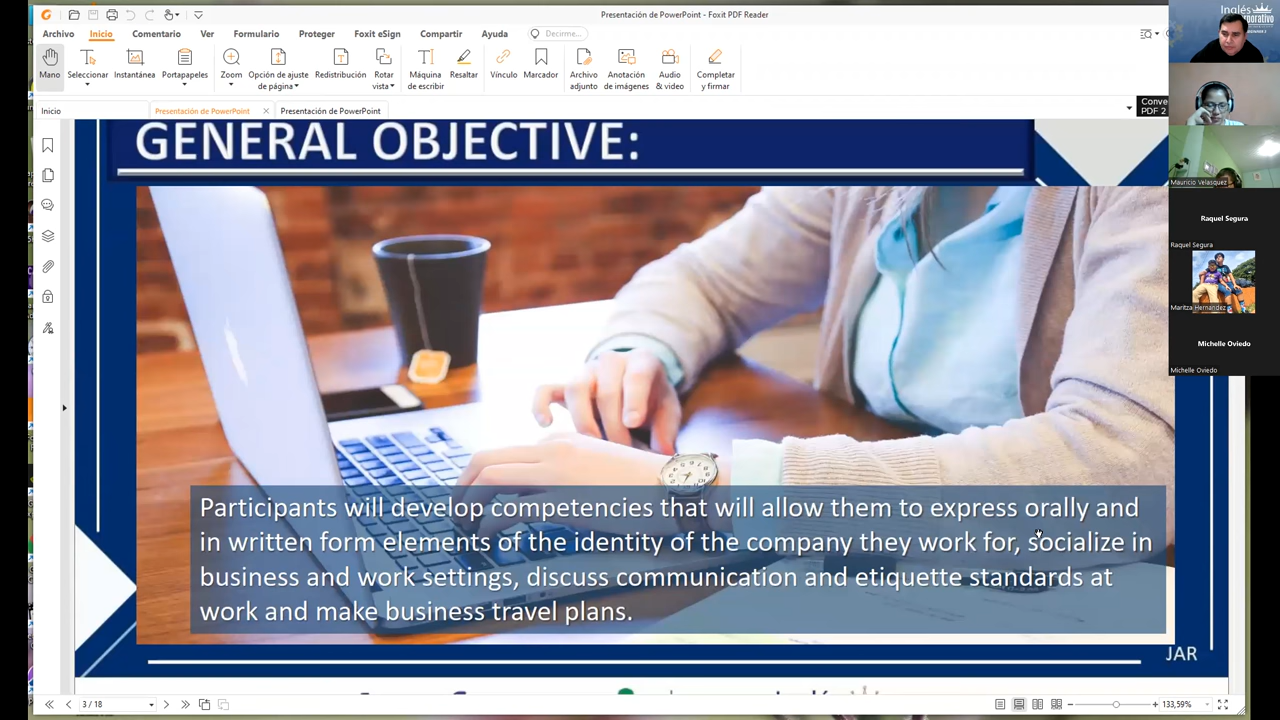 Presentación de PowerPoint - Foxit PDF Reader
Archivo Inicio Comentario Ver Formulario Proteger Foxit eSign Compartir Ayuda Decirme...
Mano Seleccionar Instantánea Portapapeles Zoom Opción de ajuste de página Redistribución Rotar vista Máquina de escribir Resaltar Vínculo Marcador Archivo adjunto Anotación de imágenes Audio & video Completar y firmar
Inicio Presentación de PowerPoint Presentación de PowerPoint
Conve
PDF 2
GENERAL OBJECTIVE:
Participants will develop competencies that will allow them to express orally and
in written form elements of the identity of the company they work for, socialize in
business and work settings, discuss communication and etiquette standards at
work and make business travel plans.
JAR
3 / 18
133,59%
Inglés
Mauricio Velasquez
Raquel Segura
Raquel Segura
Maritza Hernandez
Michelle Oviedo
Michelle Oviedo